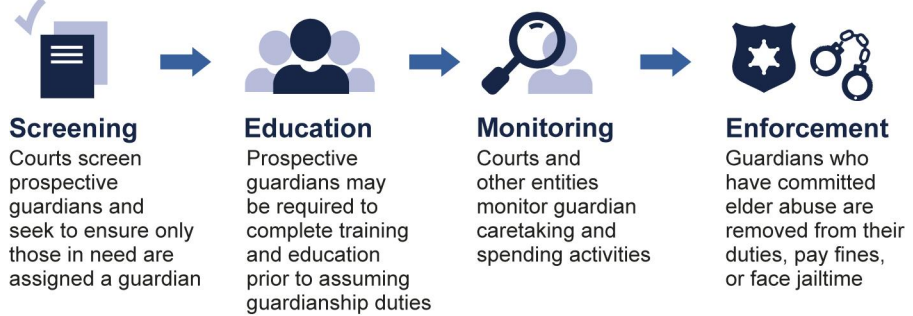 Screening
Courts screen
prospective
guardians and
seek to ensure only
those in need are
assigned a guardian
Education
Prospective
guardians may
be required to
complete training
and education
prior to assuming
guardianship duties
Monitoring
Courts and
other entities
monitor guardian
caretaking and
spending activities
Enforcement
Guardians who
have committed
elder abuse are
removed from their
duties, pay fines,
or face jailtime